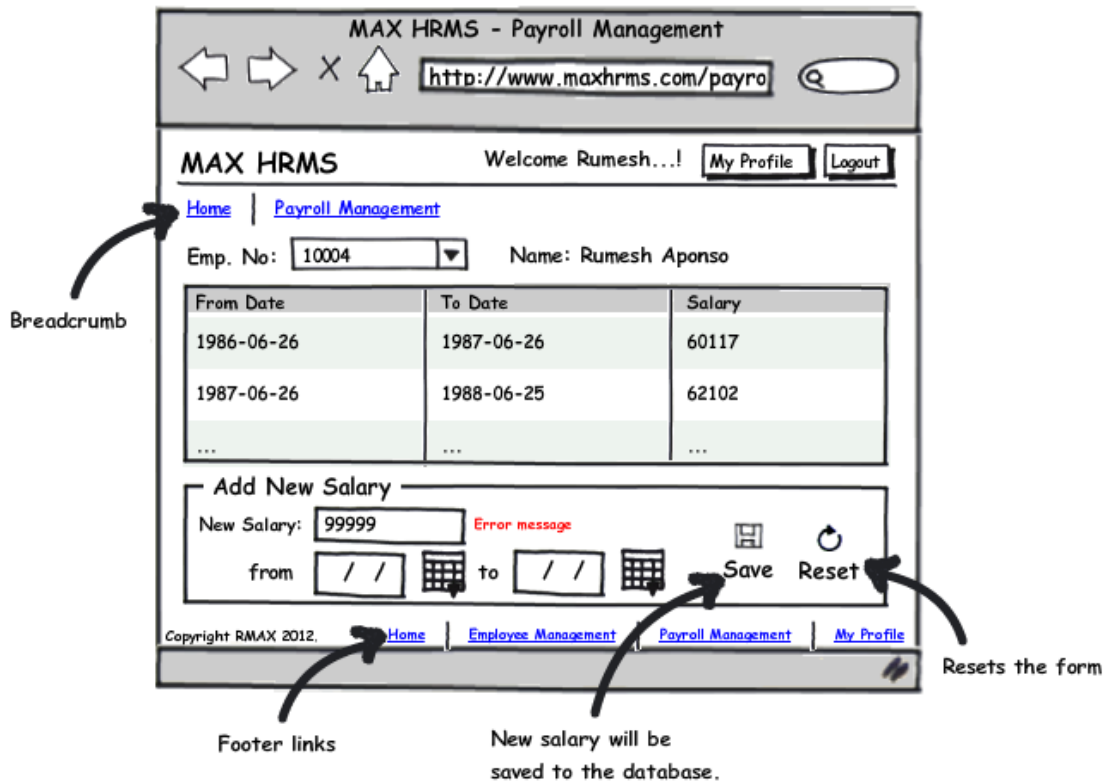 MAX HRMS - Payroll Management
X
http://www.maxhrms.com/payro
MAX HRMS
Welcome Rumesh...!
My Profile
Logout
Home
Payroll Management
Emp. No:
10004
Name: Rumesh Aponso
Breadcrumb
From Date
To Date
Salary
1986-06-26
1987-06-26
60117
1987-06-26
1988-06-25
62102
...
...
...
Add New Salary
New Salary:
99999
Error message
from
/ /
to
/ /
Save
Reset
Copyright RMAX 2012.
Home
Employee Management
Payroll Management
My Profile
Resets the form
Footer links
New salary will be
saved to the database.